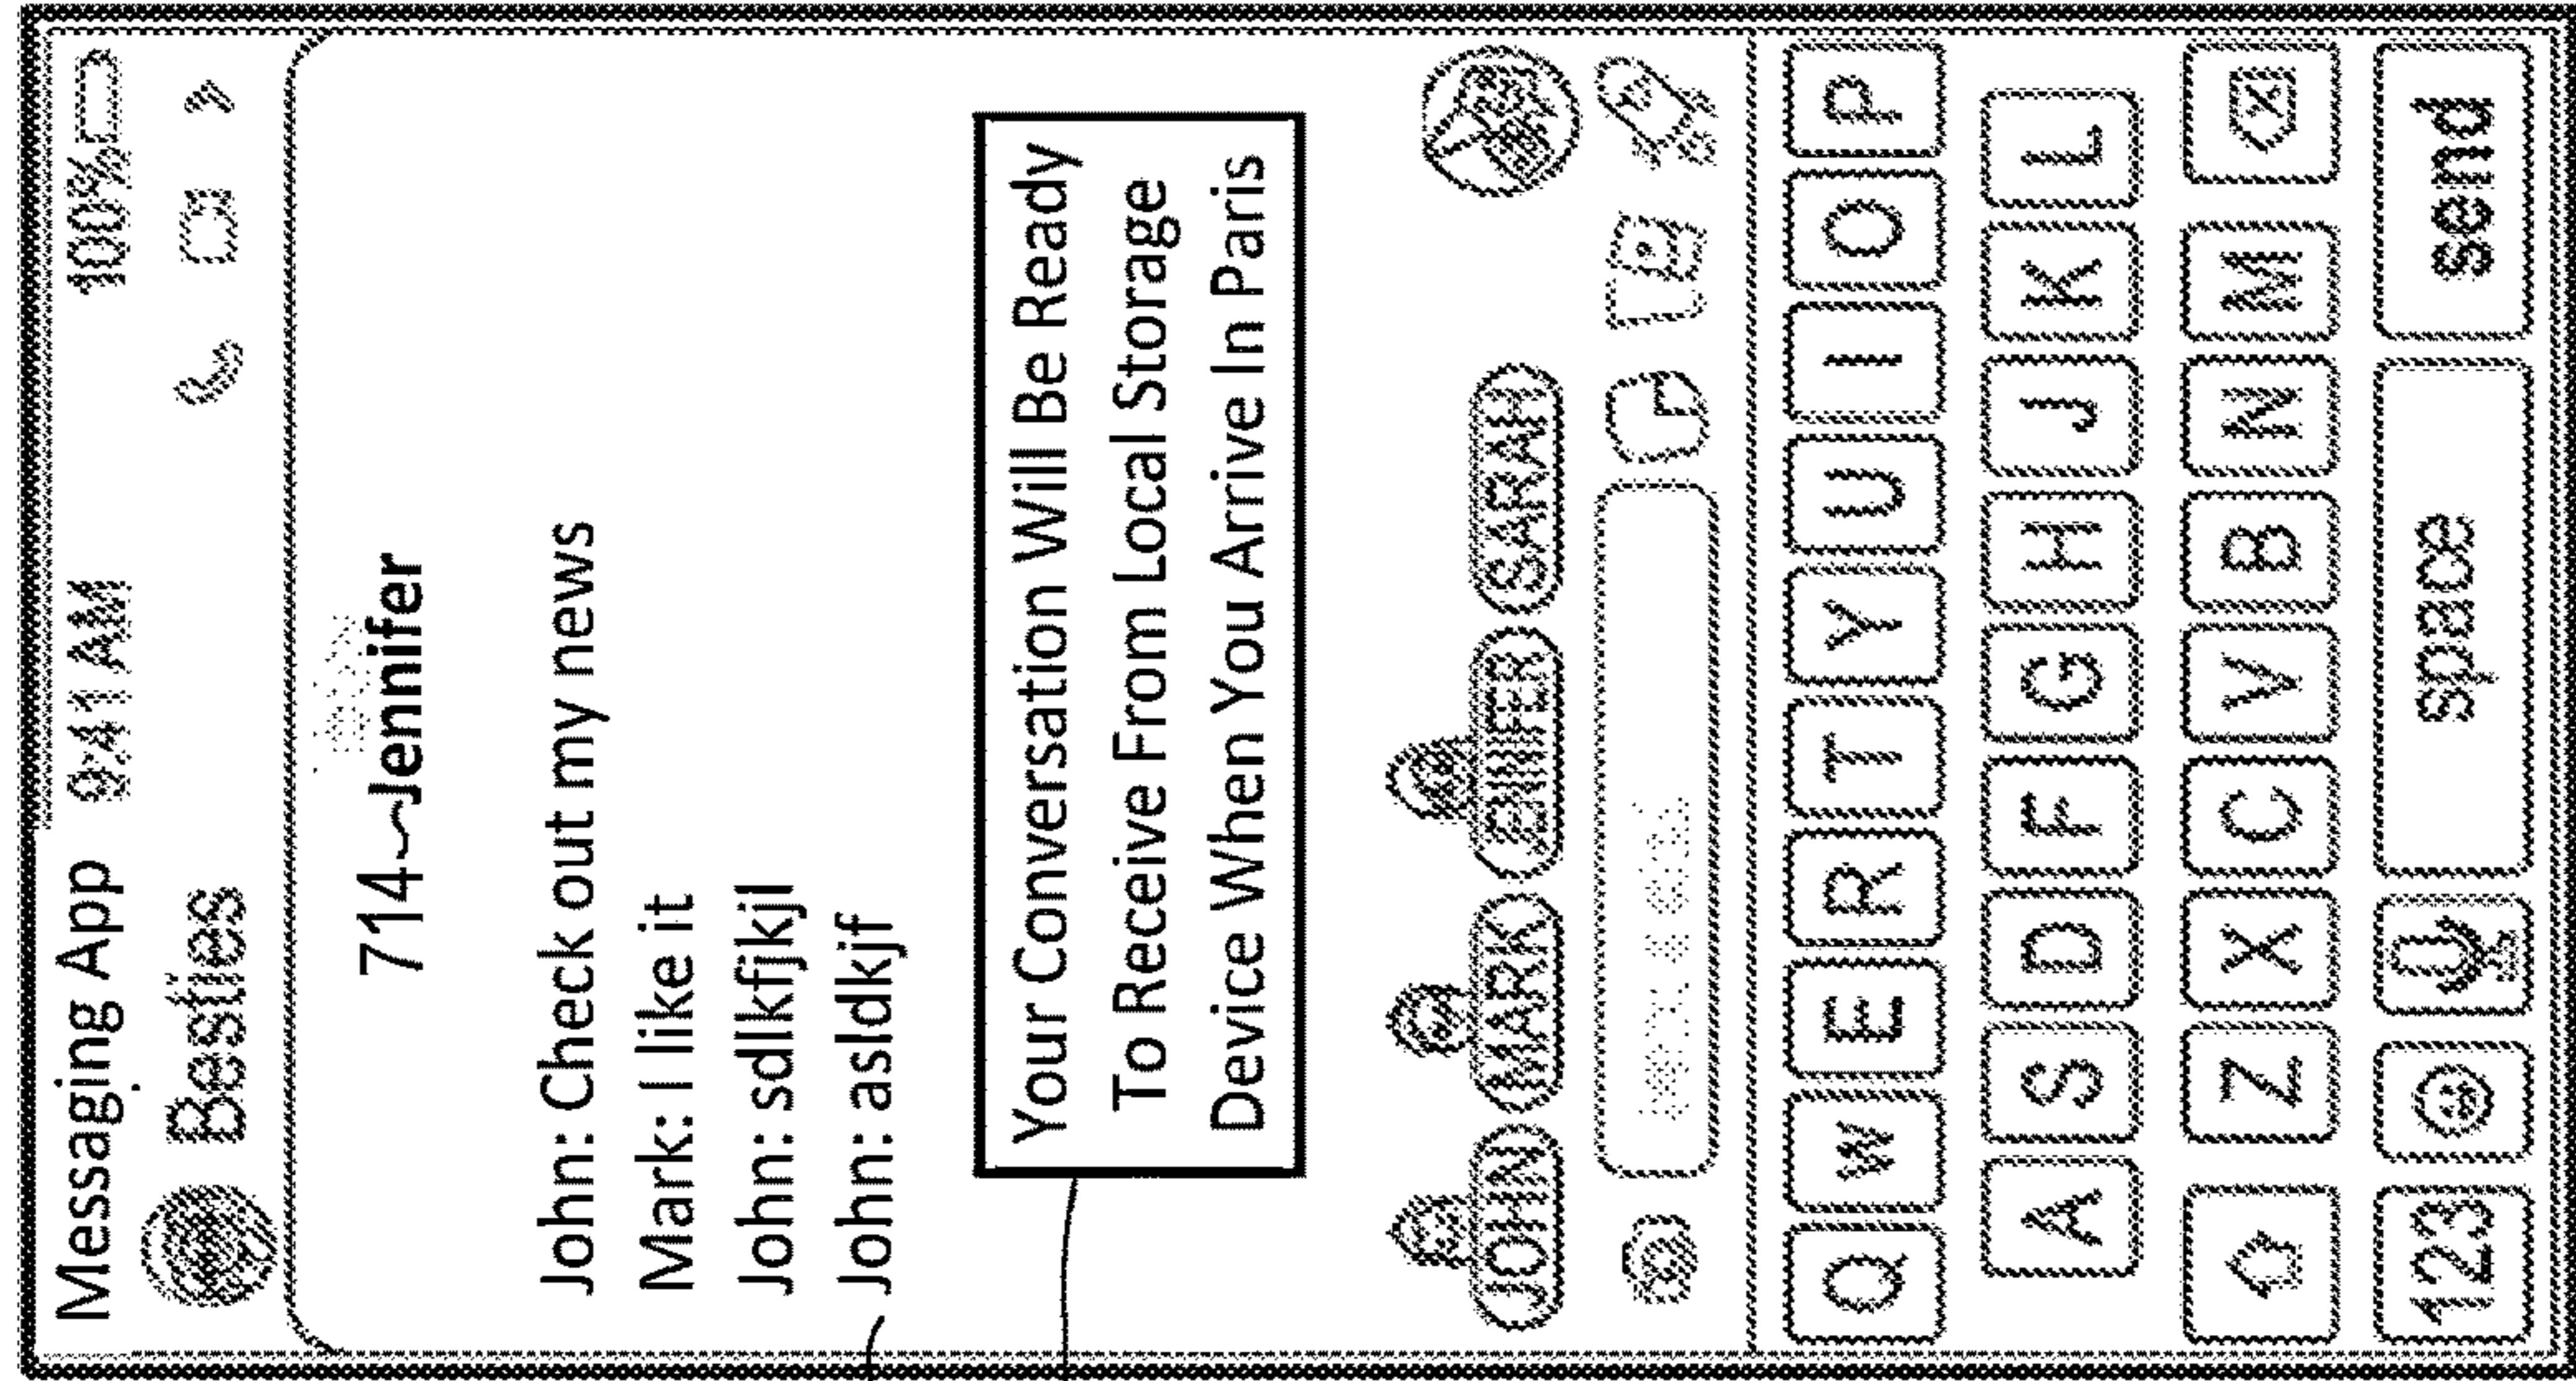 Messaging App 9:41 AM 100%
Besties
714~Jennifer
John: Check out my news
Mark: I like it
John: sdlkfjkjl
John: asldkjf
Your Conversation Will Be Ready
To Receive From Local Storage
Device When You Arrive In Paris
JOHN MARK SARAH
Q W E R T Y U I O P
A S D F G H J K L
Z X C V B N M
123 space send